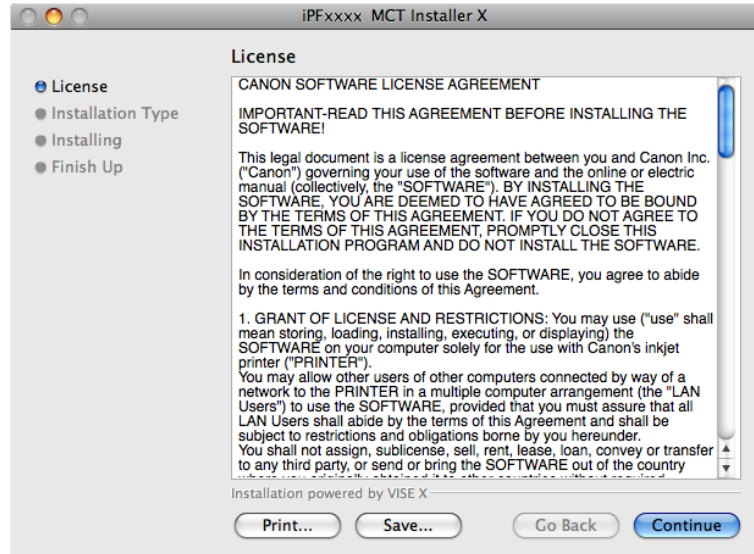 iPFxxxx MCT Installer X
License
License
Installation Type
Installing
Finish Up
CANON SOFTWARE LICENSE AGREEMENT
IMPORTANT-READ THIS AGREEMENT BEFORE INSTALLING THE
SOFTWARE!
This legal document is a license agreement between you and Canon Inc.
("Canon") governing your use of the software and the online or electric
manual (collectively, the "SOFTWARE"). BY INSTALLING THE
SOFTWARE, YOU ARE DEEMED TO HAVE AGREED TO BE BOUND
BY THE TERMS OF THIS AGREEMENT. IF YOU DO NOT AGREE TO
THE TERMS OF THIS AGREEMENT, PROMPTLY CLOSE THIS
INSTALLATION PROGRAM AND DO NOT INSTALL THE SOFTWARE.
In consideration of the right to use the SOFTWARE, you agree to abide
by the terms and conditions of this Agreement.
1. GRANT OF LICENSE AND RESTRICTIONS: You may use ("use" shall
mean storing, loading, installing, executing, or displaying) the
SOFTWARE on your computer solely for the use with Canon's inkjet
printer ("PRINTER").
You may allow other users of other computers connected by way of a
network to the PRINTER in a multiple computer arrangement (the "LAN
Users") to use the SOFTWARE, provided that you must assure that all
LAN Users shall abide by the terms of this Agreement and shall be
subject to restrictions and obligations borne by you hereunder.
You shall not assign, sublicense, sell, rent, lease, loan, convey or transfer
to any third party, or send or bring the SOFTWARE out of the country
where you originally obtained it to other countries without required
Installation powered by VISE X
Print...
Save...
Go Back
Continue